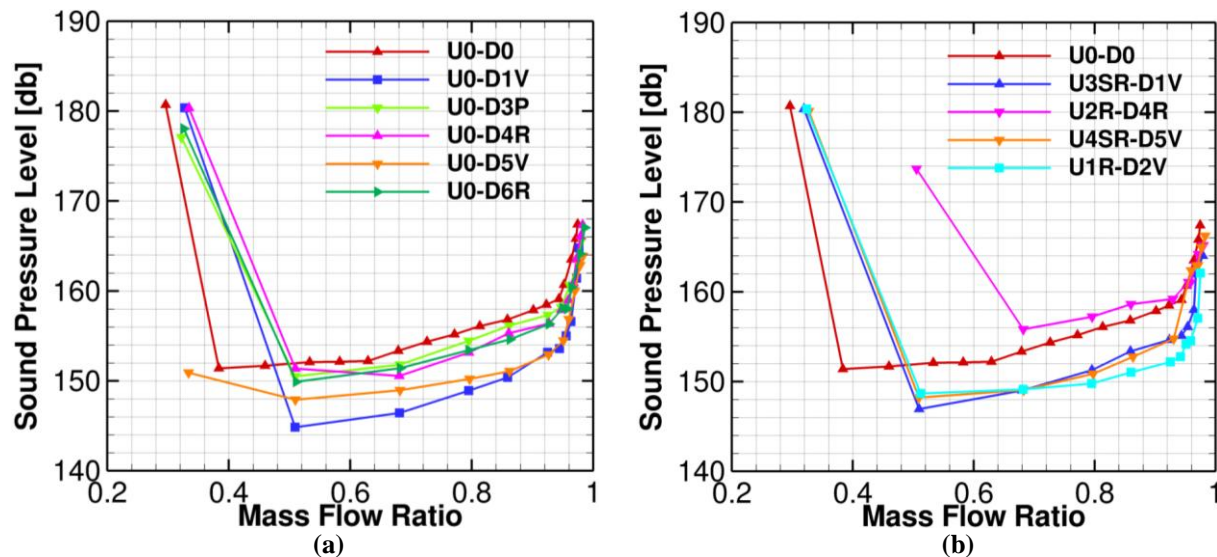 Sound Pressure Level [db]
190
180
170
160
150
140
0.2 0.4 0.6 0.8 1
Mass Flow Ratio
U0-D0
U0-D1V
U0-D3P
U0-D4R
U0-D5V
U0-D6R
(a)
Sound Pressure Level [db]
190
180
170
160
150
140
0.2 0.4 0.6 0.8 1
Mass Flow Ratio
U0-D0
U3SR-D1V
U2R-D4R
U4SR-D5V
U1R-D2V
(b)